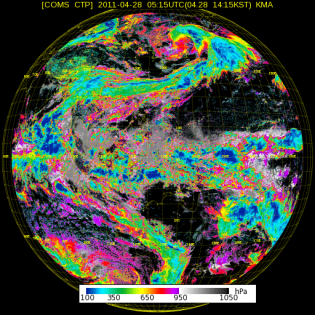 [COMS CTP] 2011-04-28 05:15UTC(04.28 14:15KST) KMA
hPa
100 350 650 950 1050